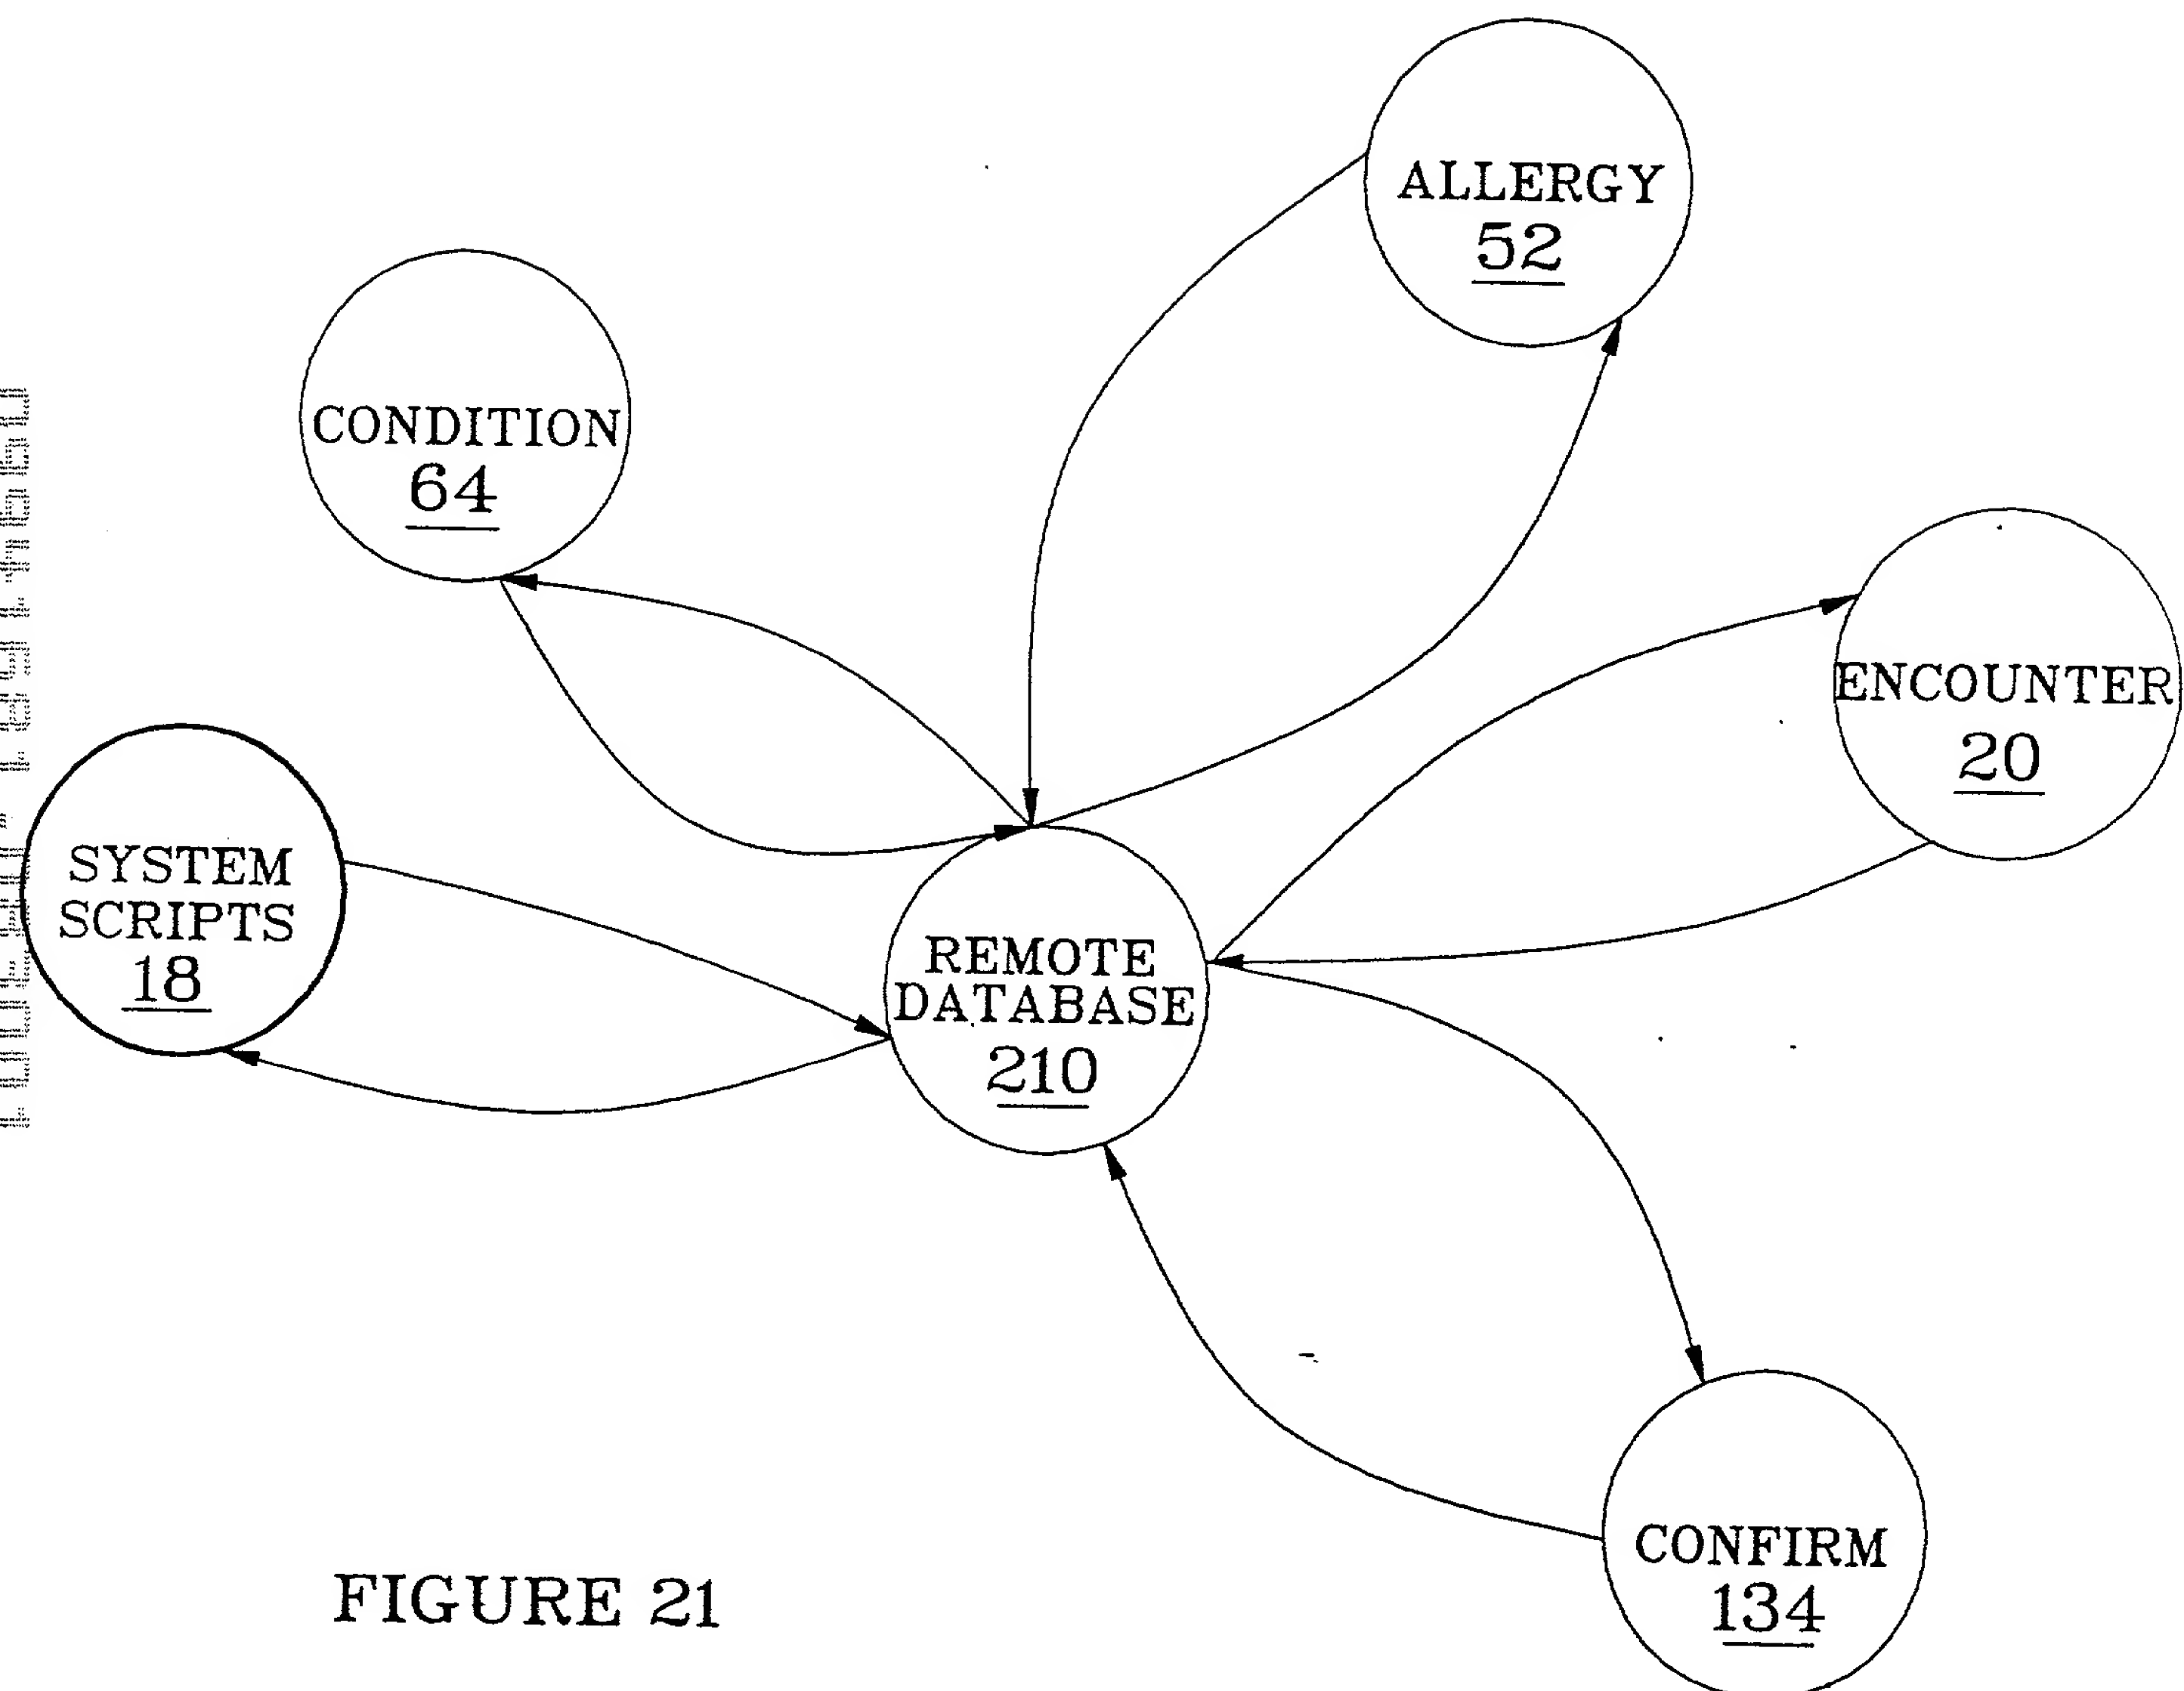 ALLERGY
52
CONDITION
64
ENCOUNTER
20
SYSTEM
SCRIPTS
18
REMOTE
DATABASE
210
CONFIRM
134
FIGURE 21